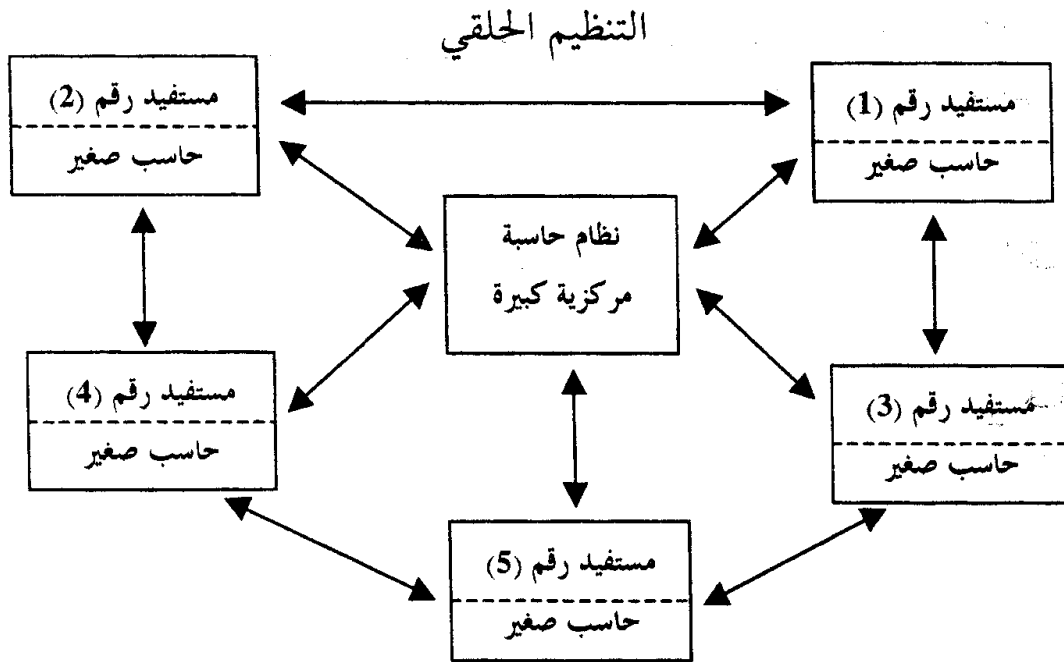 التنظيم الحلقي
مستفيد رقم (1)
حاسب صغير
مستفيد رقم (2)
حاسب صغير
نظام حاسبة
مركزية كبيرة
مستفيد رقم (3)
حاسب صغير
مستفيد رقم (4)
حاسب صغير
مستفيد رقم (5)
حاسب صغير